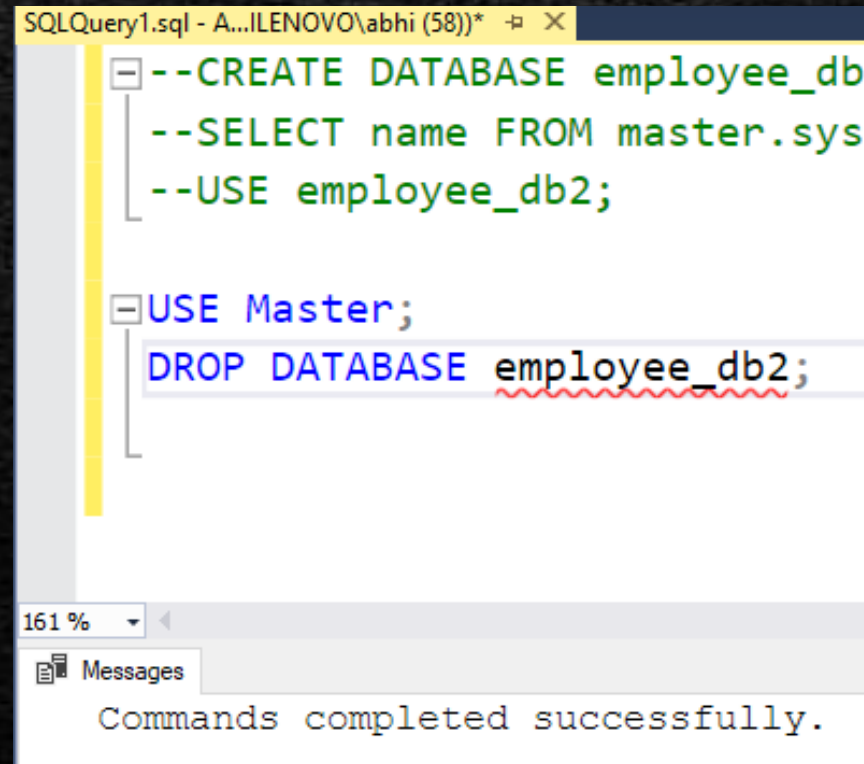 SQLQuery1.sql - A...ILENOVO\abhi (58))*
--CREATE DATABASE employee_db
--SELECT name FROM master.sys
--USE employee_db2;
USE Master;
DROP DATABASE employee_db2;
161 %
Messages
Commands completed successfully.